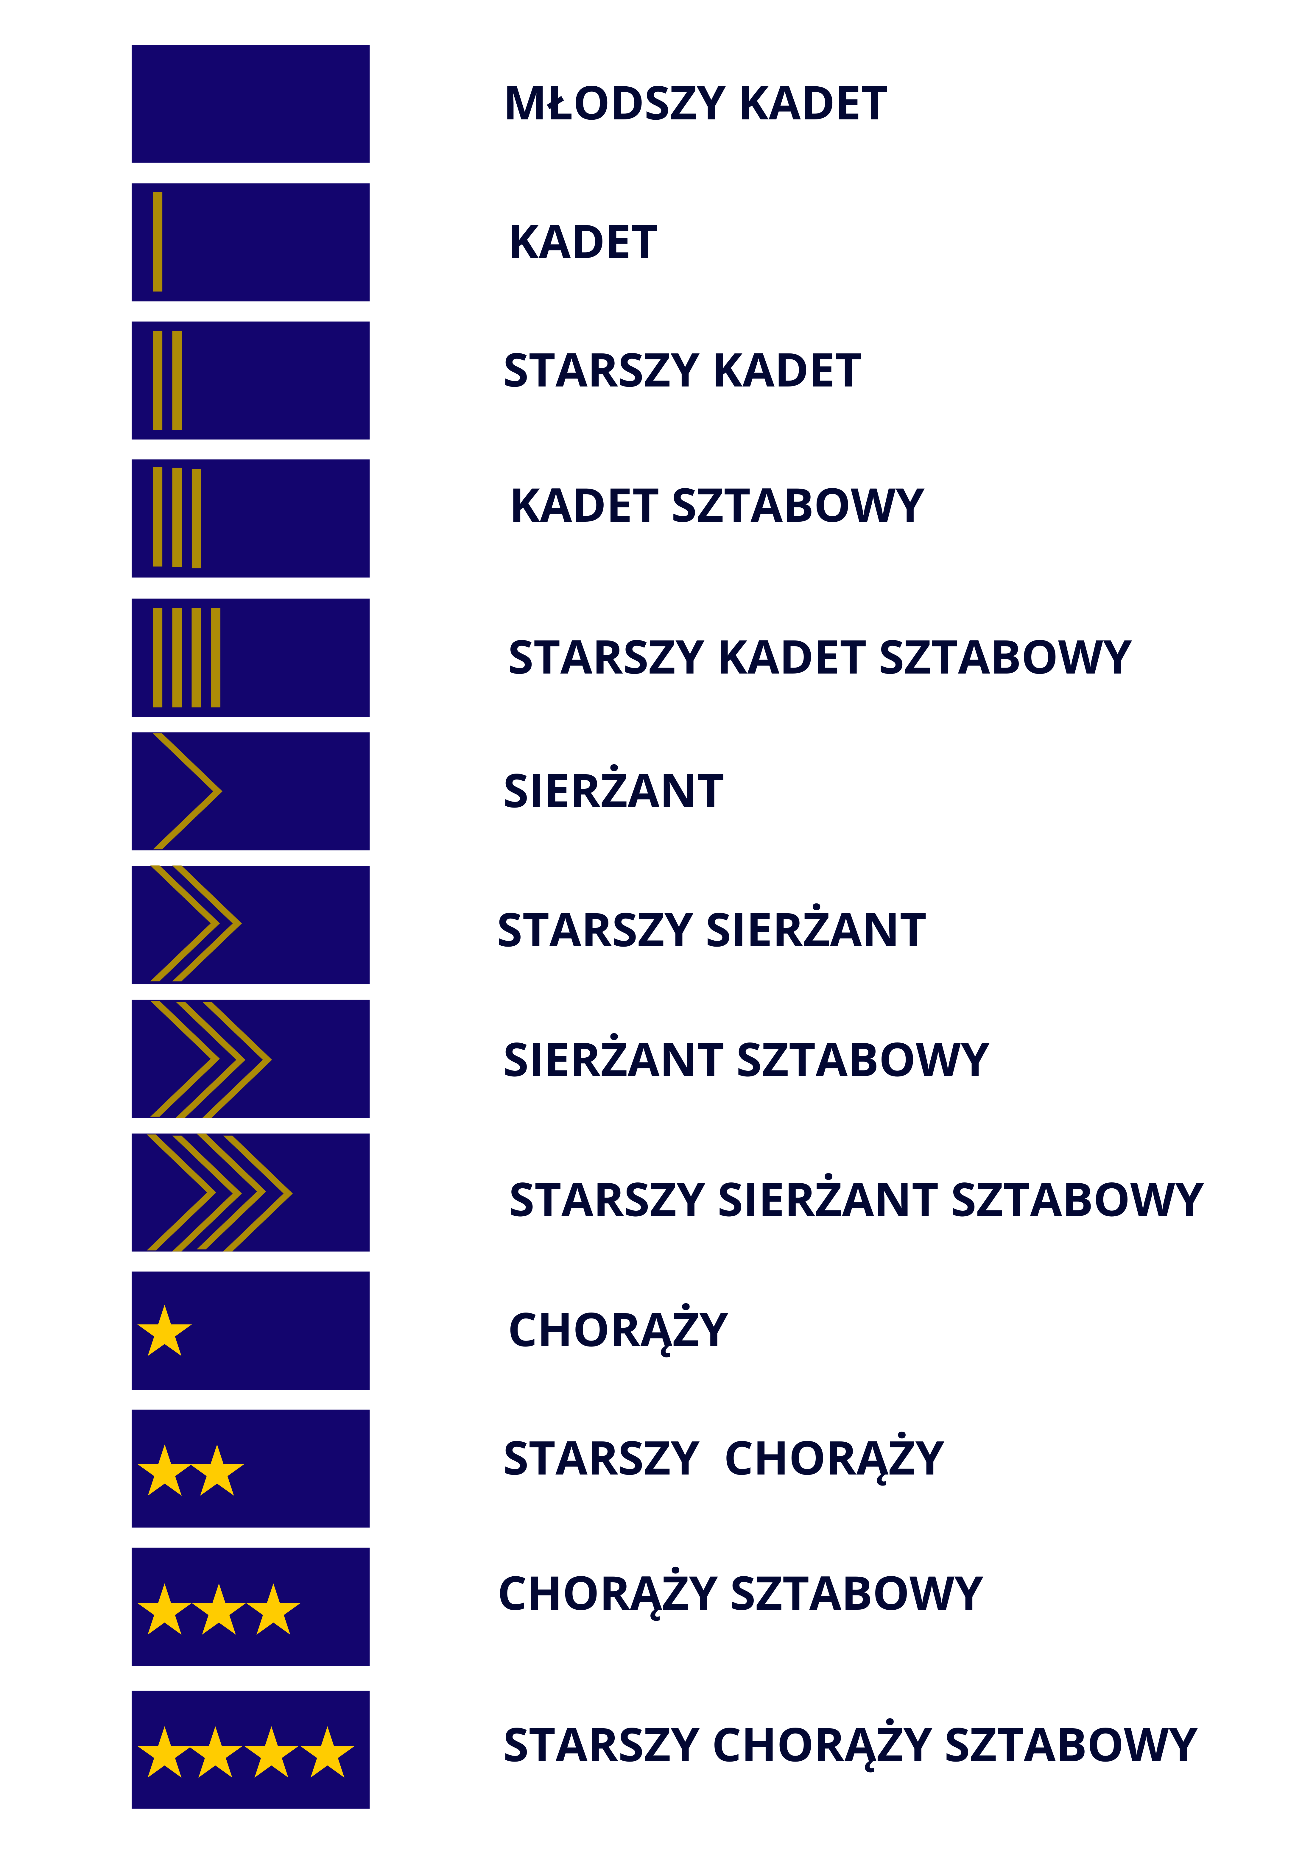 MŁODSZY KADET
KADET
STARSZY KADET
KADET SZTABOWY
STARSZY KADET SZTABOWY
SIERŻANT
STARSZY SIERŻANT
SIERŻANT SZTABOWY
STARSZY SIERŻANT SZTABOWY
CHORĄŻY
STARSZY CHORĄŻY
CHORĄŻY SZTABOWY
STARSZY CHORĄŻY SZTABOWY